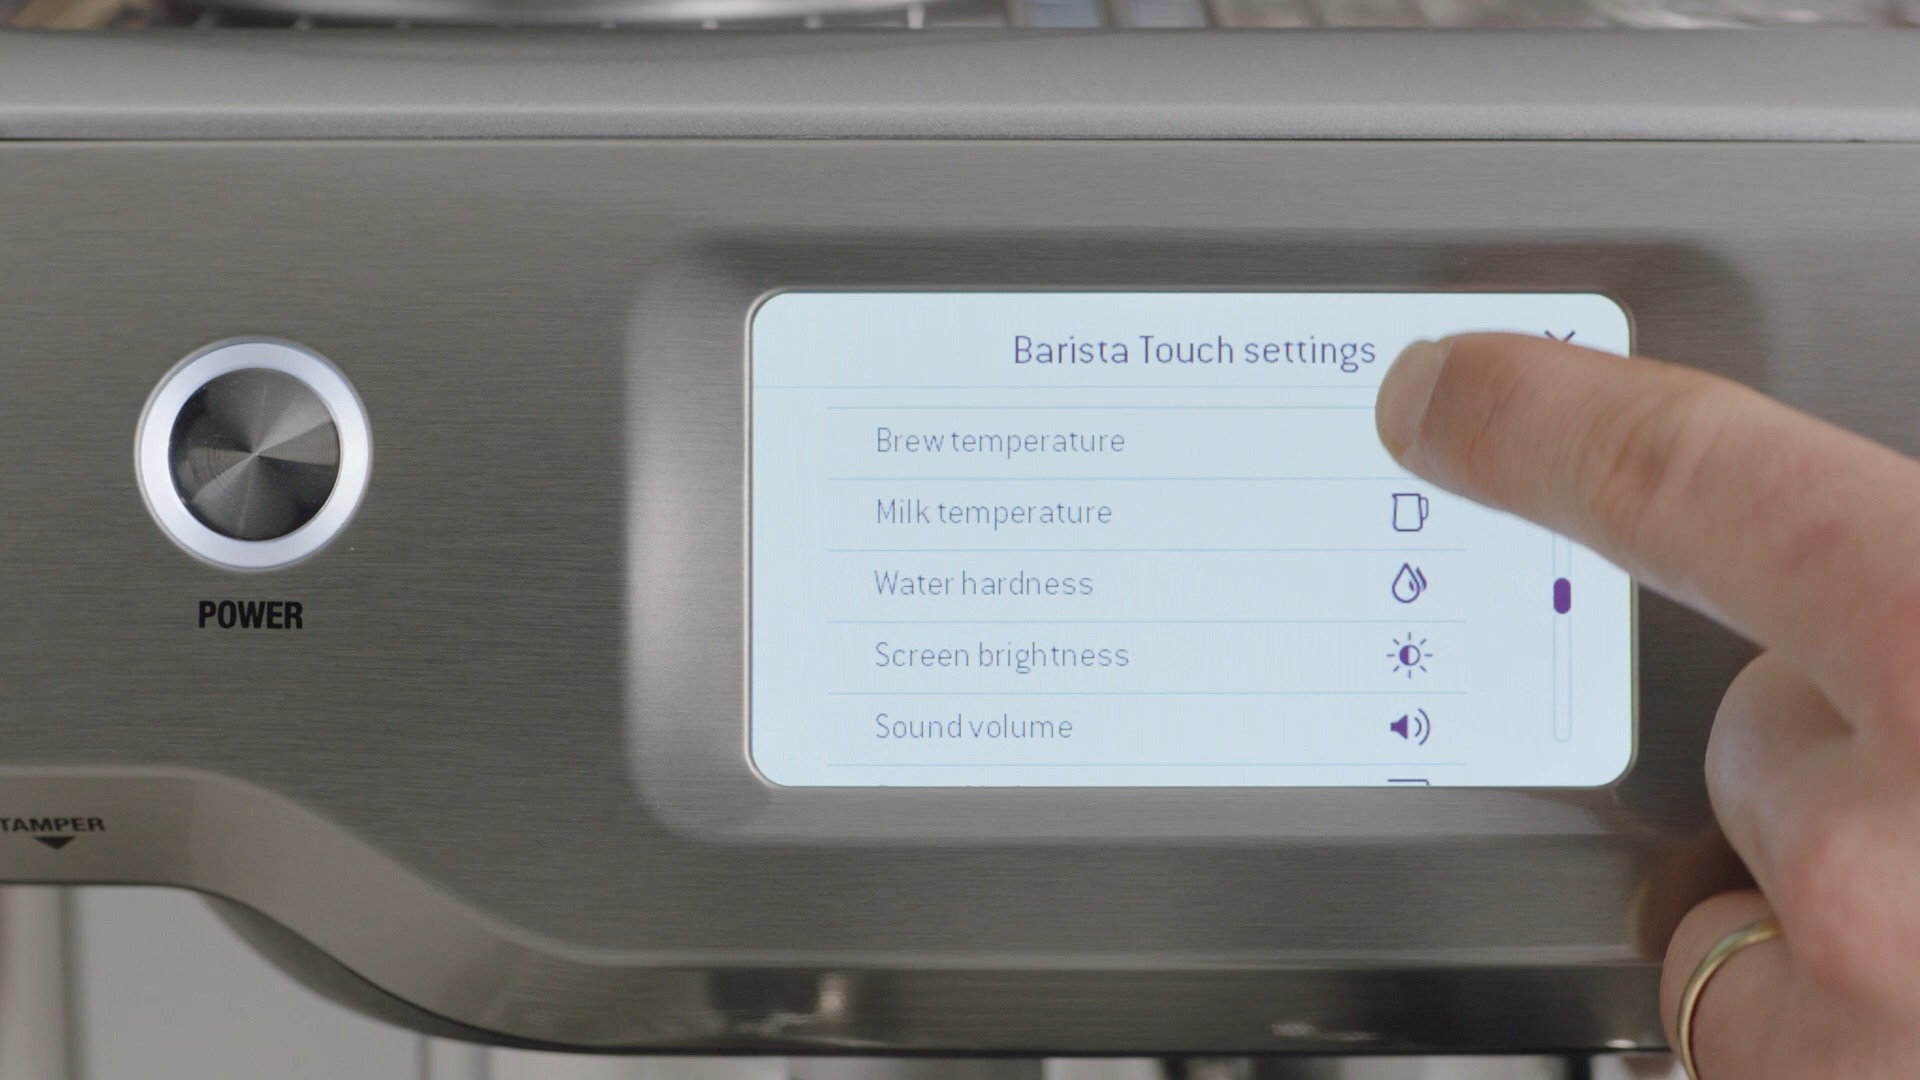 Barista Touch settings
Brew temperature
Milk temperature
Water hardness
Screen brightness
Sound volume
POWER
TAMPER